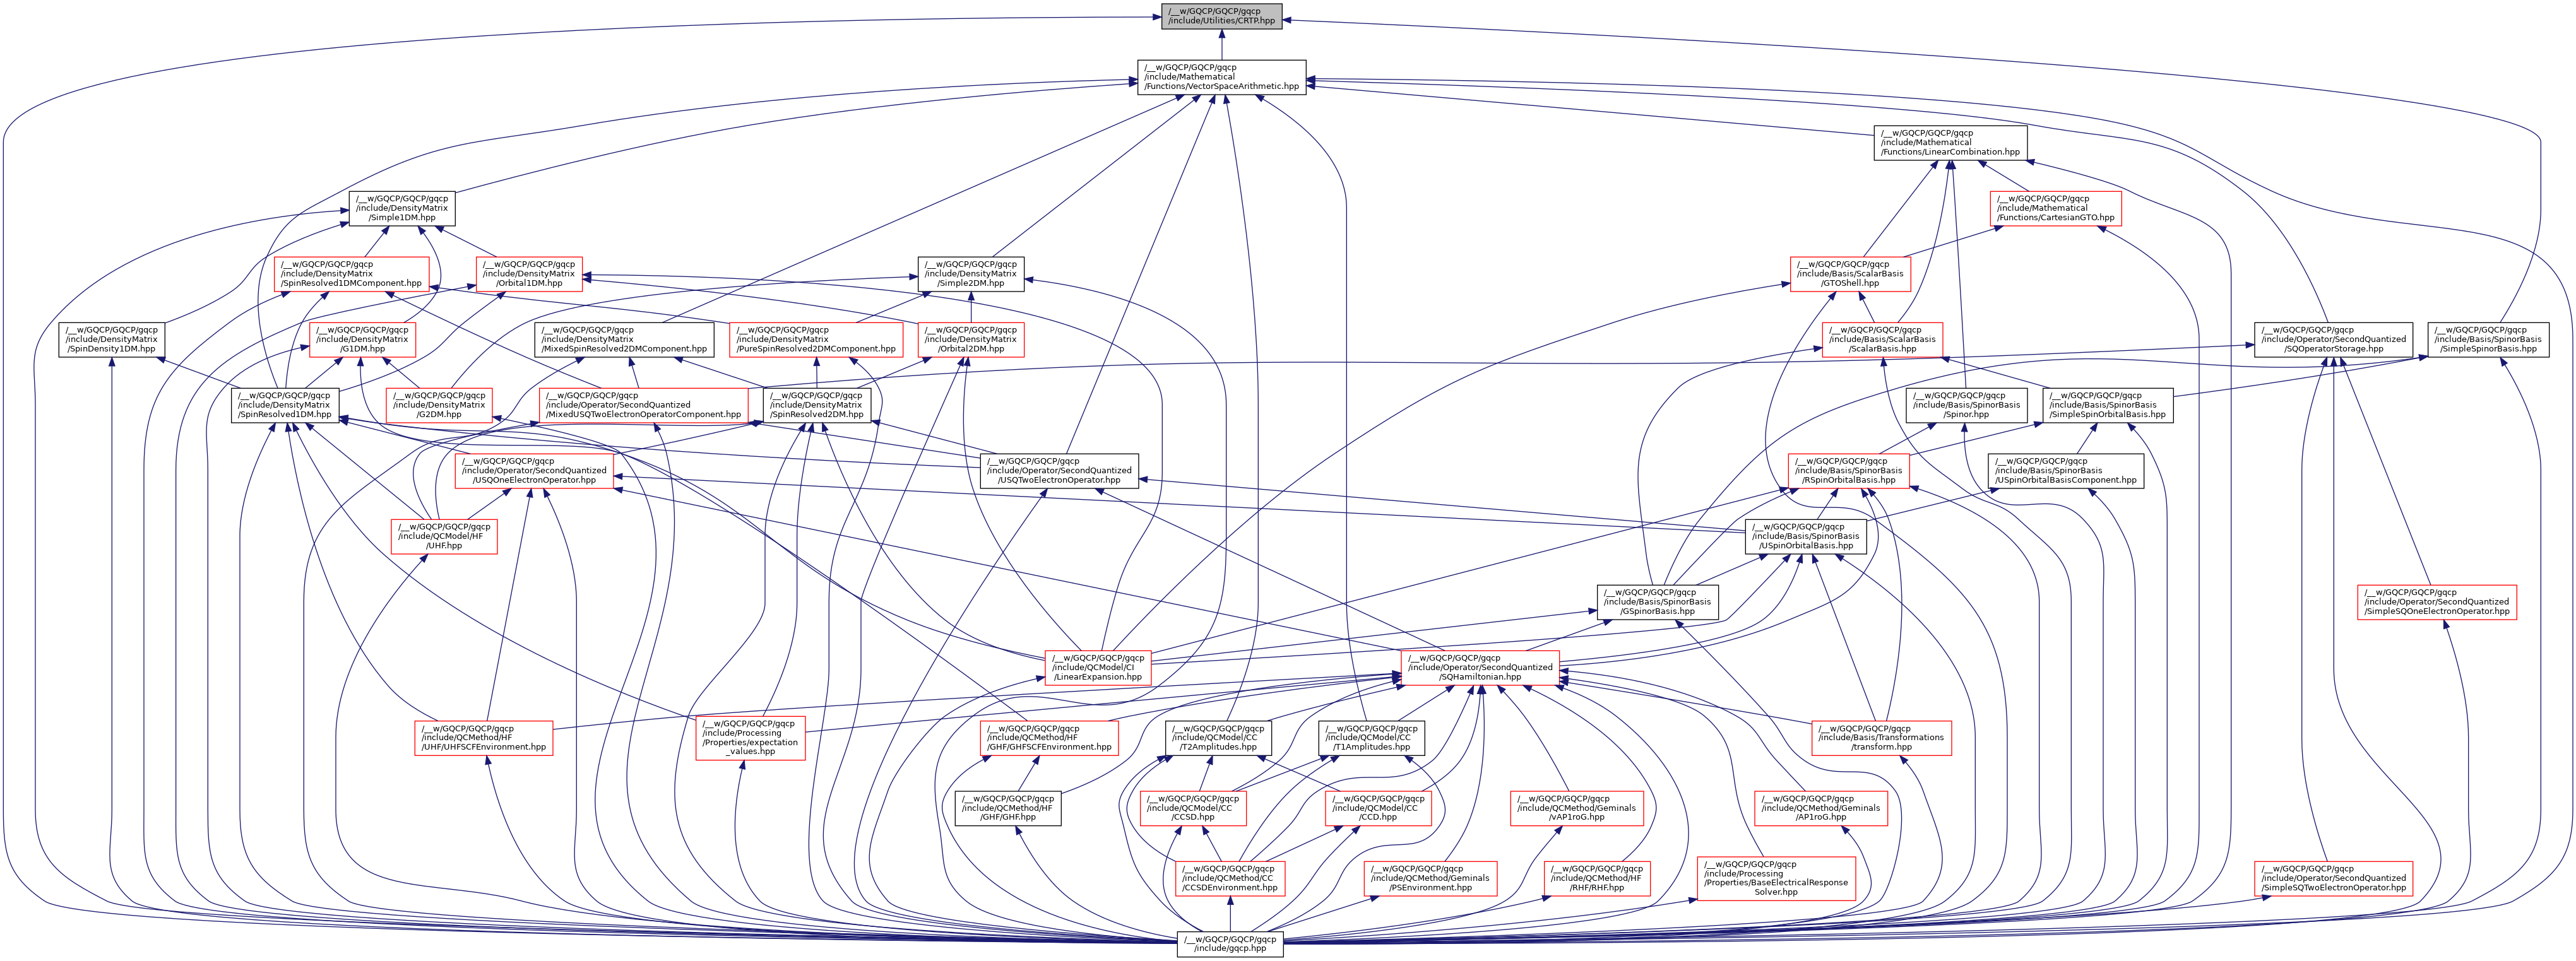 /__w/GQCP/GQCP/gqcp
/include/Utilities/CRTP.hpp
/__w/GQCP/GQCP/gqcp
/include/Mathematical
/Functions/VectorSpaceArithmetic.hpp
/__w/GQCP/GQCP/gqcp
/include/Mathematical
/Functions/LinearCombination.hpp
/__w/GQCP/GQCP/gqcp
/include/DensityMatrix
/Simple1DM.hpp
/__w/GQCP/GQCP/gqcp
/include/Mathematical
/Functions/CartesianGTO.hpp
/__w/GQCP/GQCP/gqcp
/include/DensityMatrix
/SpinResolved1DMComponent.hpp
/__w/GQCP/GQCP/gqcp
/include/DensityMatrix
/Orbital1DM.hpp
/__w/GQCP/GQCP/gqcp
/include/DensityMatrix
/Simple2DM.hpp
/__w/GQCP/GQCP/gqcp
/include/Basis/ScalarBasis
/GTOShell.hpp
/__w/GQCP/GQCP/gqcp
/include/DensityMatrix
/SpinDensity1DM.hpp
/__w/GQCP/GQCP/gqcp
/include/DensityMatrix
/G1DM.hpp
/__w/GQCP/GQCP/gqcp
/include/DensityMatrix
/MixedSpinResolved2DMComponent.hpp
/__w/GQCP/GQCP/gqcp
/include/DensityMatrix
/PureSpinResolved2DMComponent.hpp
/__w/GQCP/GQCP/gqcp
/include/DensityMatrix
/Orbital2DM.hpp
/__w/GQCP/GQCP/gqcp
/include/Basis/ScalarBasis
/ScalarBasis.hpp
/__w/GQCP/GQCP/gqcp
/include/Operator/SecondQuantized
/SQOperatorStorage.hpp
/__w/GQCP/GQCP/gqcp
/include/Basis/SpinorBasis
/SimpleSpinorBasis.hpp
/__w/GQCP/GQCP/gqcp
/include/DensityMatrix
/SpinResolved1DM.hpp
/__w/GQCP/GQCP/gqcp
/include/DensityMatrix
/G2DM.hpp
/__w/GQCP/GQCP/gqcp
/include/Operator/SecondQuantized
/MixedUSQTwoElectronOperatorComponent.hpp
/__w/GQCP/GQCP/gqcp
/include/DensityMatrix
/SpinResolved2DM.hpp
/__w/GQCP/GQCP/gqcp
/include/Basis/SpinorBasis
/Spinor.hpp
/__w/GQCP/GQCP/gqcp
/include/Basis/SpinorBasis
/SimpleSpinOrbitalBasis.hpp
/__w/GQCP/GQCP/gqcp
/include/Operator/SecondQuantized
/USQOneElectronOperator.hpp
/__w/GQCP/GQCP/gqcp
/include/Operator/SecondQuantized
/USQTwoElectronOperator.hpp
/__w/GQCP/GQCP/gqcp
/include/Basis/SpinorBasis
/RSpinOrbitalBasis.hpp
/__w/GQCP/GQCP/gqcp
/include/Basis/SpinorBasis
/USpinOrbitalBasisComponent.hpp
/__w/GQCP/GQCP/gqcp
/include/QCModel/HF
/UHF.hpp
/__w/GQCP/GQCP/gqcp
/include/Basis/SpinorBasis
/USpinOrbitalBasis.hpp
/__w/GQCP/GQCP/gqcp
/include/Basis/SpinorBasis
/GSpinorBasis.hpp
/__w/GQCP/GQCP/gqcp
/include/Operator/SecondQuantized
/SimpleSQOneElectronOperator.hpp
/__w/GQCP/GQCP/gqcp
/include/QCModel/CI
/LinearExpansion.hpp
/__w/GQCP/GQCP/gqcp
/include/Operator/SecondQuantized
/SQHamiltonian.hpp
/__w/GQCP/GQCP/gqcp
/include/QCMethod/HF
/UHF/UHFSCFEnvironment.hpp
/__w/GQCP/GQCP/gqcp
/include/Processing
/Properties/expectation
_values.hpp
/__w/GQCP/GQCP/gqcp
/include/QCMethod/HF
/GHF/GHFSCFEnvironment.hpp
/__w/GQCP/GQCP/gqcp
/include/QCModel/CC
/T2Amplitudes.hpp
/__w/GQCP/GQCP/gqcp
/include/QCModel/CC
/T1Amplitudes.hpp
/__w/GQCP/GQCP/gqcp
/include/Basis/Transformations
/transform.hpp
/__w/GQCP/GQCP/gqcp
/include/QCMethod/HF
/GHF/GHF.hpp
/__w/GQCP/GQCP/gqcp
/include/QCModel/CC
/CCSD.hpp
/__w/GQCP/GQCP/gqcp
/include/QCModel/CC
/CCD.hpp
/__w/GQCP/GQCP/gqcp
/include/QCMethod/Geminals
/vAP1roG.hpp
/__w/GQCP/GQCP/gqcp
/include/QCMethod/Geminals
/AP1roG.hpp
/__w/GQCP/GQCP/gqcp
/include/QCMethod/CC
/CCSDEnvironment.hpp
/__w/GQCP/GQCP/gqcp
/include/QCMethod/Geminals
/PSEnvironment.hpp
/__w/GQCP/GQCP/gqcp
/include/QCMethod/HF
/RHF/RHF.hpp
/__w/GQCP/GQCP/gqcp
/include/Processing
/Properties/BaseElectricalResponse
Solver.hpp
/__w/GQCP/GQCP/gqcp
/include/Operator/SecondQuantized
/SimpleSQTwoElectronOperator.hpp
/__w/GQCP/GQCP/gqcp
/include/gqcp.hpp